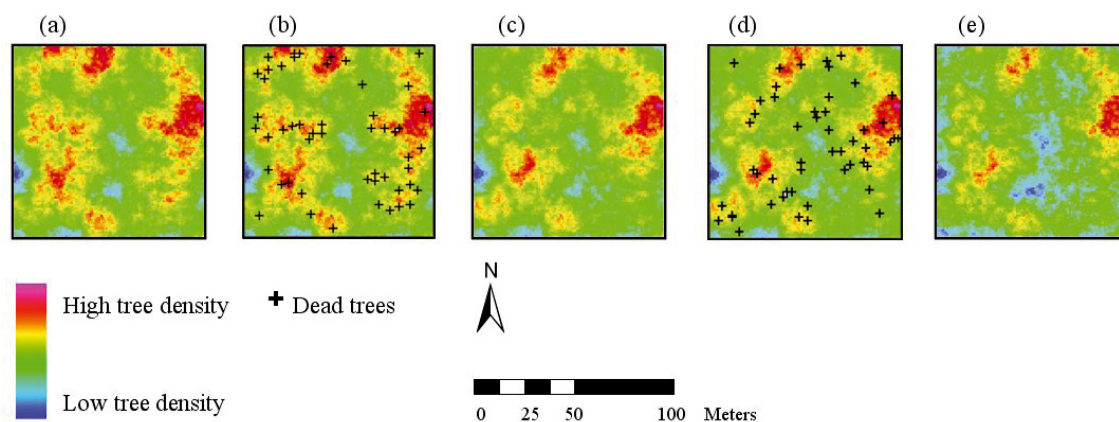 (a) (b) (c) (d) (e)
High tree density
Dead trees
N
Low tree density
0 25 50 100 Meters